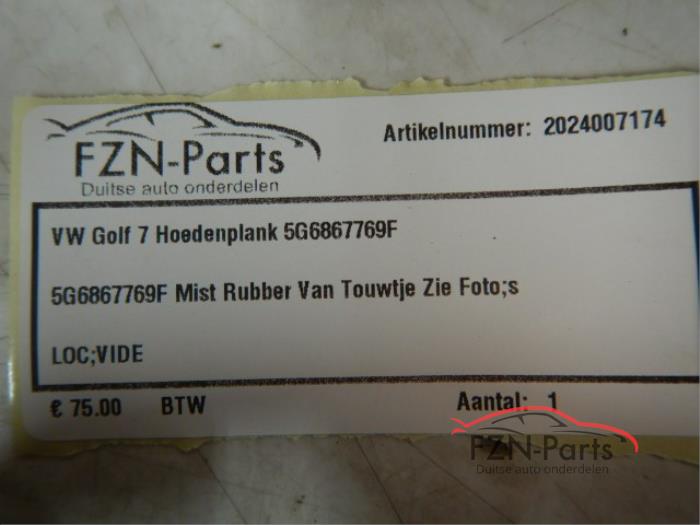 FZN-Parts
Duitse auto onderdelen
Artikelnummer: 2024007174
VW Golf 7 Hoedenplank 5G6867769F
5G6867769F Mist Rubber Van Touwtje Zie Foto;s
LOC;VIDE
€ 75.00 BTW Aantal: 1
FZN-Parts
Duitse auto onderdelen